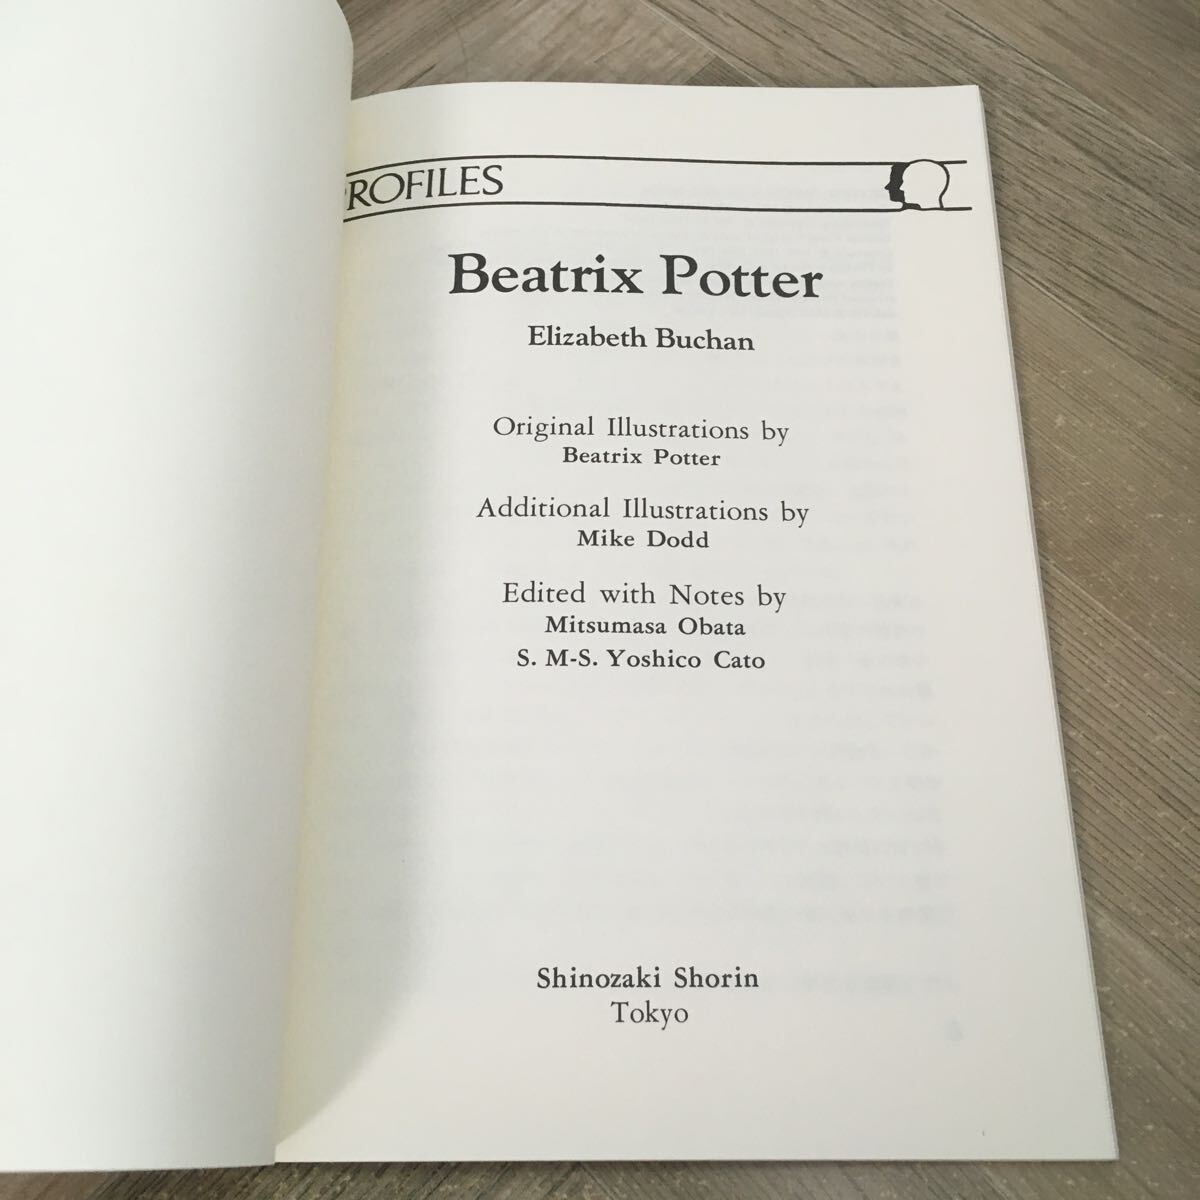 PROFILES
Beatrix Potter
Elizabeth Buchan
Original Illustrations by
Beatrix Potter
Additional Illustrations by
Mike Dodd
Edited with Notes by
Mitsumasa Obata
S. M-S. Yoshico Cato
Shinozaki Shorin
Tokyo